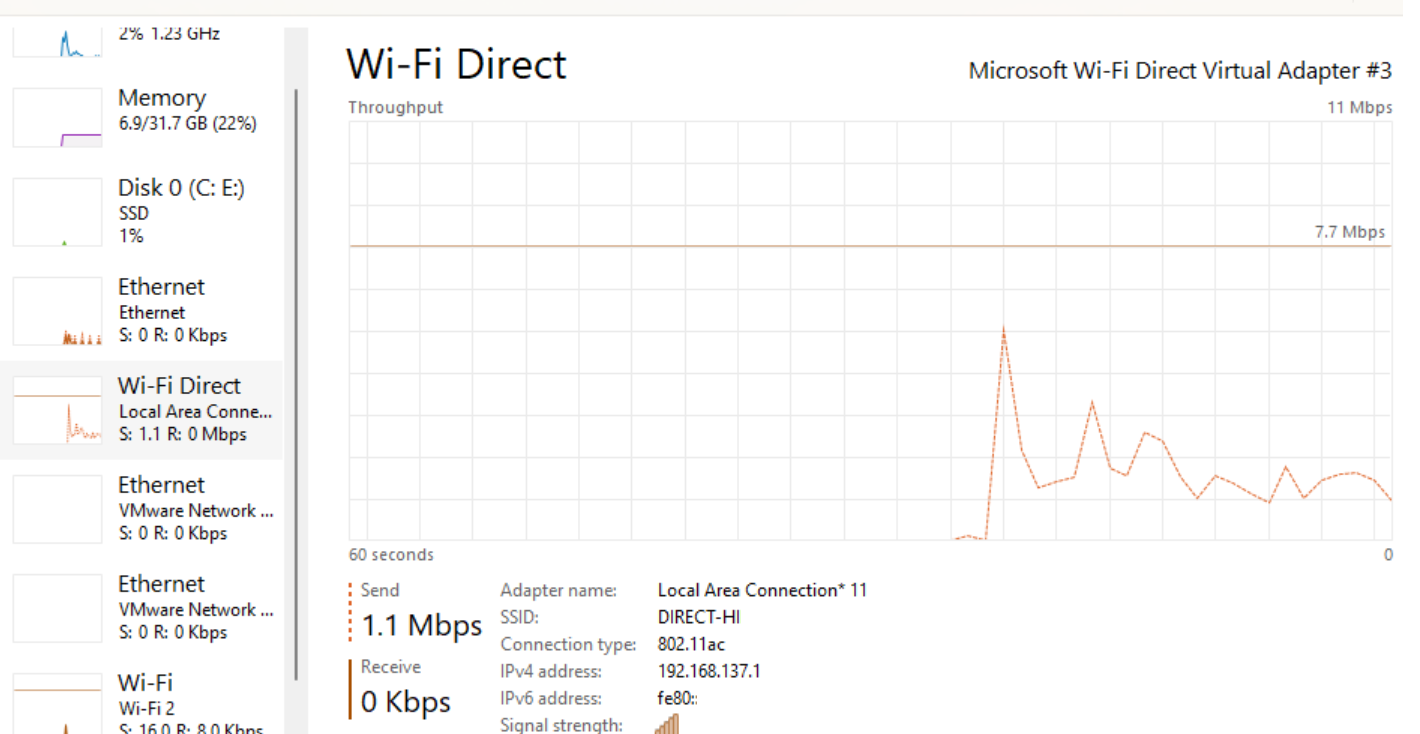 2% 1.23 GHz
Memory
6.9/31.7 GB (22%)
Disk 0 (C: E:)
SSD
1%
Ethernet
Ethernet
S: 0 R: 0 Kbps
Wi-Fi Direct
Local Area Conne...
S: 1.1 R: 0 Mbps
Ethernet
VMware Network ...
S: 0 R: 0 Kbps
Ethernet
VMware Network ...
S: 0 R: 0 Kbps
Wi-Fi
Wi-Fi 2
S: 16.0 R: 8.0 Kbps
Wi-Fi Direct
Microsoft Wi-Fi Direct Virtual Adapter #3
Throughput
11 Mbps
7.7 Mbps
60 seconds
0
Send
1.1 Mbps
Receive
0 Kbps
Adapter name: Local Area Connection* 11
SSID: DIRECT-HI
Connection type: 802.11ac
IPv4 address: 192.168.137.1
IPv6 address: fe80::
Signal strength: